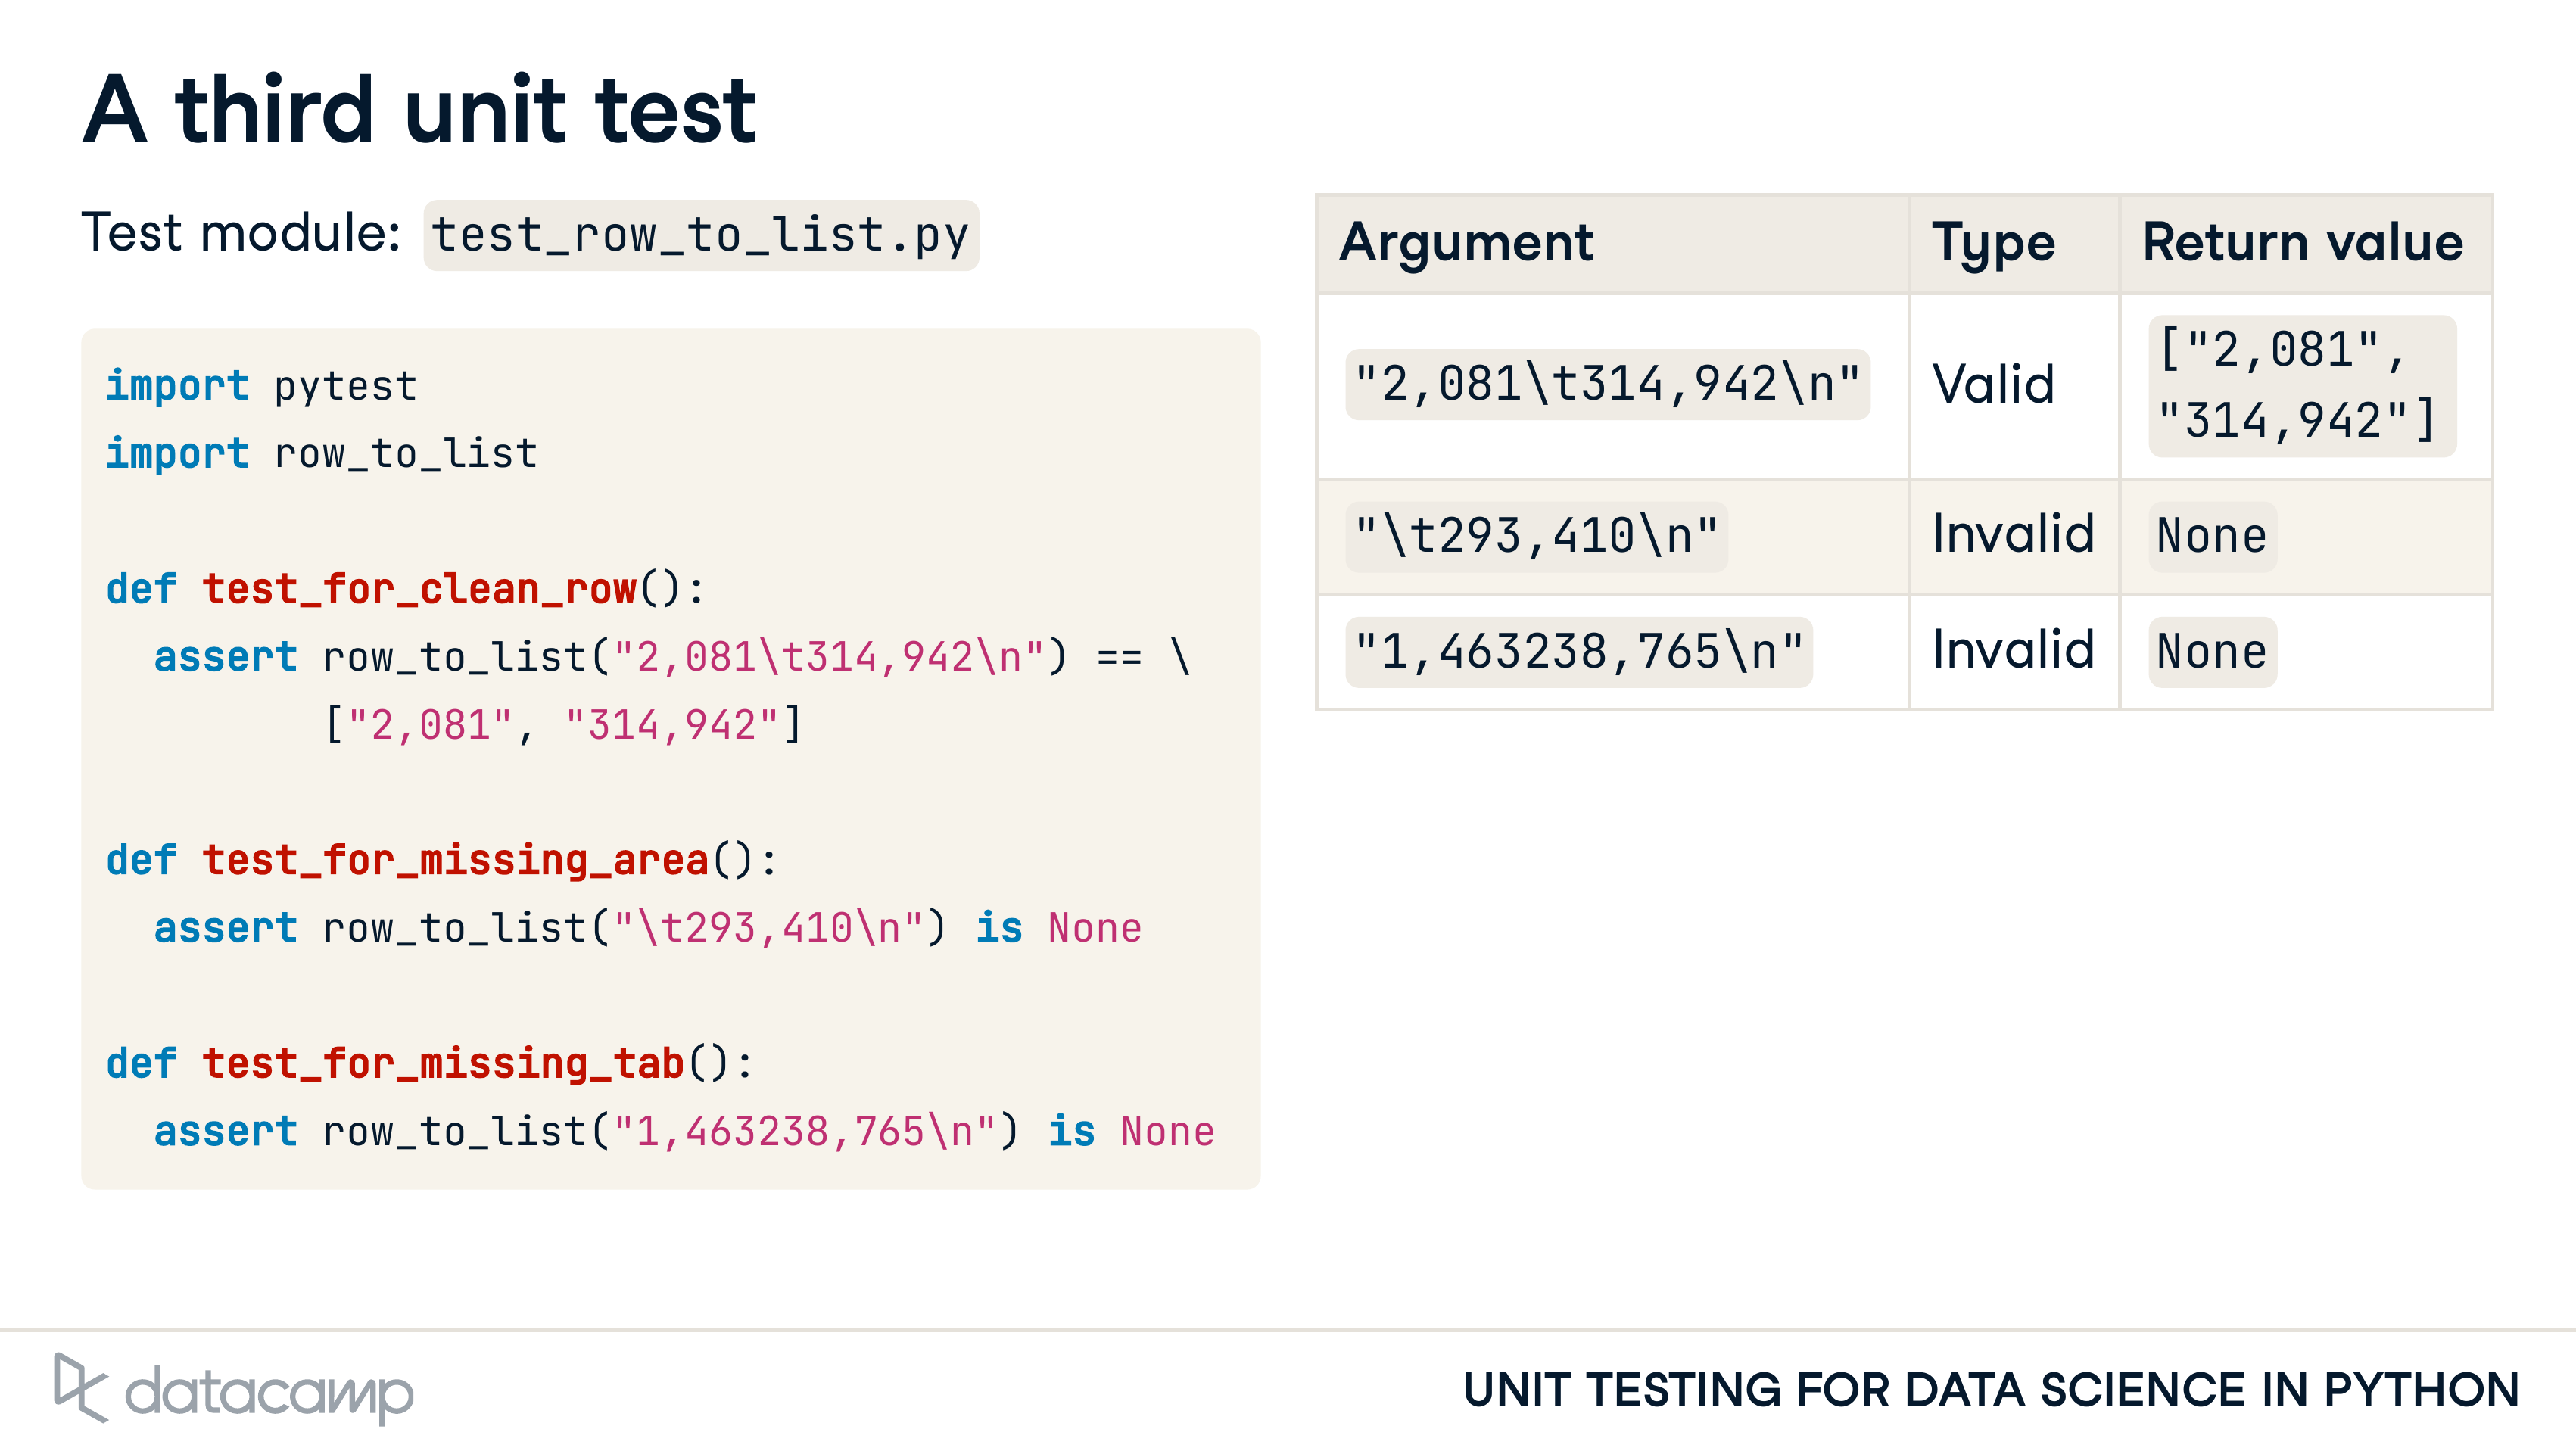 A third unit test
Test module: test_row_to_list.py
import pytest
import row_to_list
def test_for_clean_row():
  assert row_to_list("2,081\t314,942\n") == \
         ["2,081", "314,942"]
def test_for_missing_area():
  assert row_to_list("\t293,410\n") is None
def test_for_missing_tab():
  assert row_to_list("1,463238,765\n") is None
Argument Type Return value
"2,081\t314,942\n" Valid ["2,081",
"314,942"]
"\t293,410\n" Invalid None
"1,463238,765\n" Invalid None
datacamp
UNIT TESTING FOR DATA SCIENCE IN PYTHON